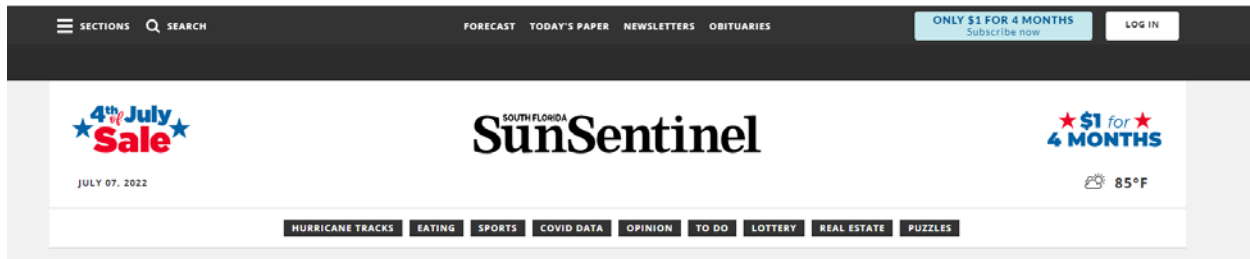 SECTIONS SEARCH FORECAST TODAY'S PAPER NEWSLETTERS OBITUARIES ONLY $1 FOR 4 MONTHS LOG IN
Subscribe now
4th of July
Sale
SOUTH FLORIDA
SunSentinel
$1 for
4 MONTHS
JULY 07, 2022 85°F
HURRICANE TRACKS EATING SPORTS COVID DATA OPINION TO DO LOTTERY REAL ESTATE PUZZLES